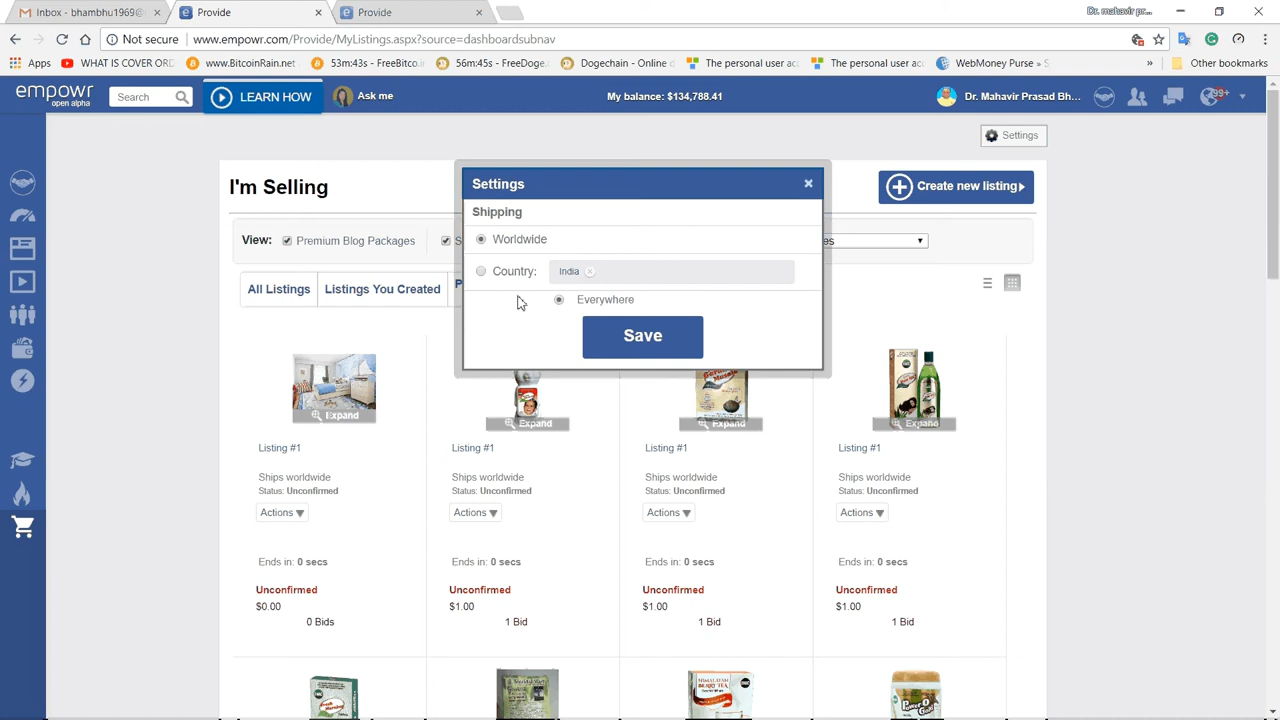 Inbox - bhambhu1969@
Provide
Provide
Dr. mahavir pr...
Not secure
www.empowr.com/Provide/MyListings.aspx?source=dashboardsubnav
Apps
WHAT IS COVER ORD
www.BitcoinRain.net
53m:43s - FreeBitco.i
56m:45s - FreeDoge.
Dogechain - Online d
The personal user acc
The personal user acc
WebMoney Purse » S
»
Other bookmarks
empowr
open alpha
Search
LEARN HOW
Ask me
My balance: $134,788.41
Dr. Mahavir Prasad Bh...
99+
Settings
I'm Selling
Create new listing
View:
Premium Blog Packages
S
es
All Listings
Listings You Created
P
Settings
×
Shipping
Worldwide
Country:
India
Everywhere
Save
Expand
Expand
Expand
Expand
Listing #1
Listing #1
Listing #1
Listing #1
Ships worldwide
Ships worldwide
Ships worldwide
Ships worldwide
Status: Unconfirmed
Status: Unconfirmed
Status: Unconfirmed
Status: Unconfirmed
Actions
Actions
Actions
Actions
Ends in: 0 secs
Ends in: 0 secs
Ends in: 0 secs
Ends in: 0 secs
Unconfirmed
Unconfirmed
Unconfirmed
Unconfirmed
$0.00
$1.00
$1.00
$1.00
0 Bids
1 Bid
1 Bid
1 Bid